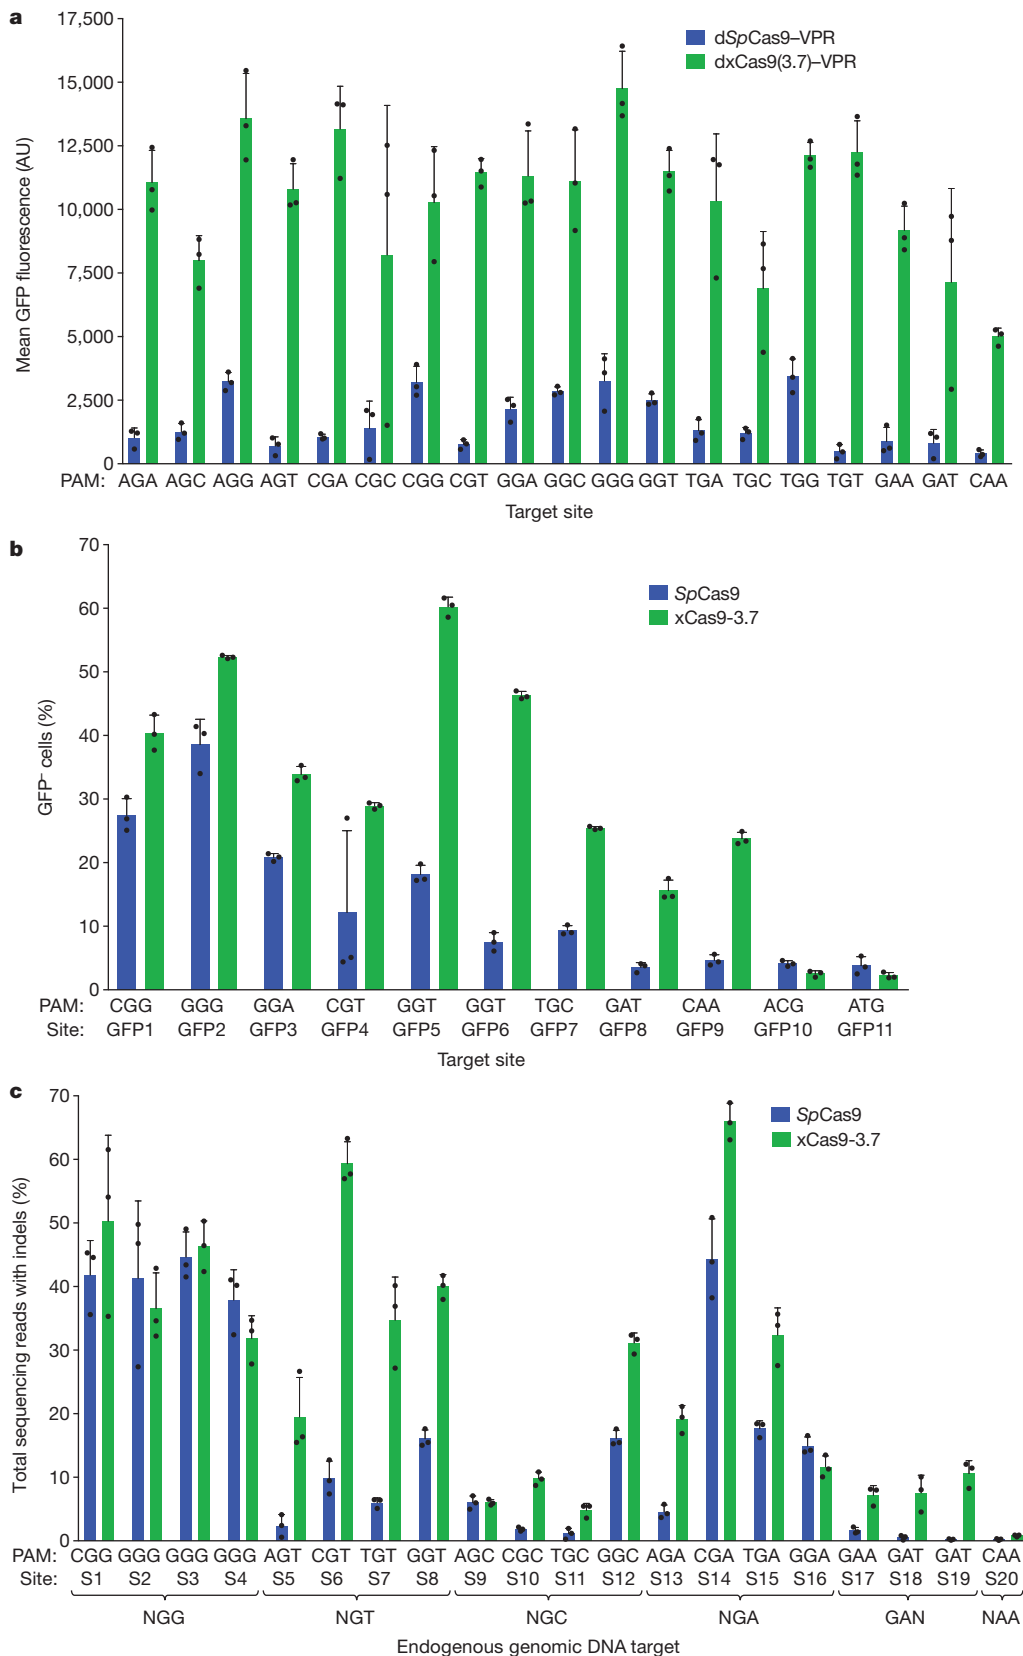 a
17,500
15,000
12,500
10,000
7,500
5,000
2,500
0
Mean GFP fluorescence (AU)
dSpCas9–VPR
dxCas9(3.7)–VPR
PAM: AGA AGC AGG AGT CGA CGC CGG CGT GGA GGC GGG GGT TGA TGC TGG TGT GAA GAT CAA
Target site
b
70
60
50
40
30
20
10
0
GFP– cells (%)
SpCas9
xCas9-3.7
PAM: CGG GGG GGA CGT GGT GGT TGC GAT CAA ACG ATG
Site: GFP1 GFP2 GFP3 GFP4 GFP5 GFP6 GFP7 GFP8 GFP9 GFP10 GFP11
Target site
c
70
60
50
40
30
20
10
0
Total sequencing reads with indels (%)
SpCas9
xCas9-3.7
PAM: CGG GGG GGG GGG AGT CGT TGT GGT AGC CGC TGC GGC AGA CGA TGA GGA GAA GAT GAT CAA
Site: S1 S2 S3 S4 S5 S6 S7 S8 S9 S10 S11 S12 S13 S14 S15 S16 S17 S18 S19 S20
NGG NGT NGC NGA GAN NAA
Endogenous genomic DNA target